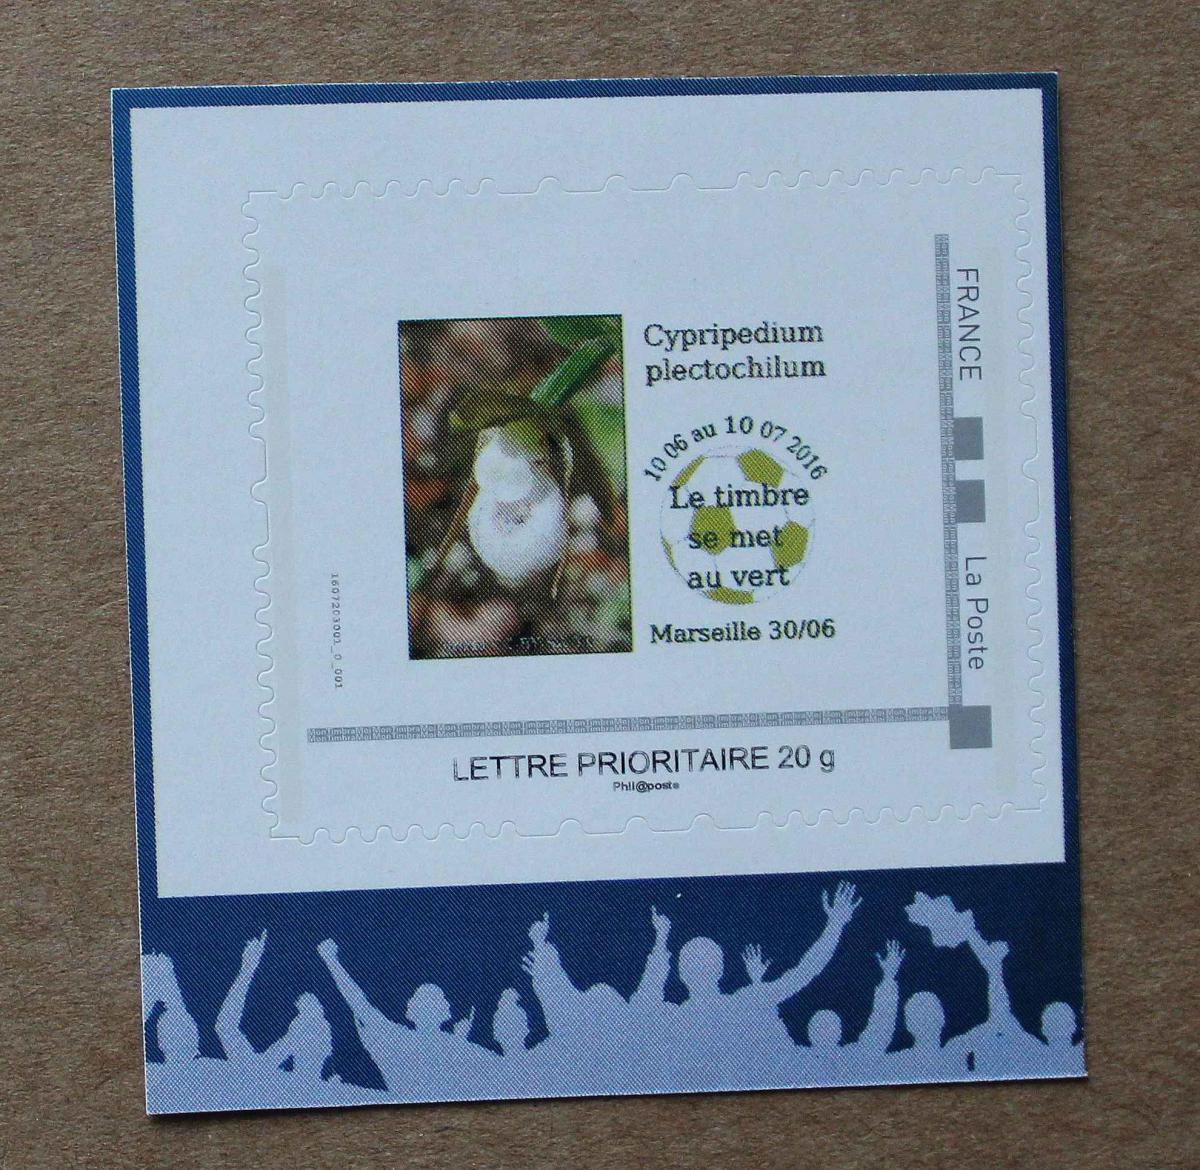 Cypripedium
plectochilum
10 06 au 10 07 2016
Le timbre
se met
au vert
Marseille 30/06
FRANCE
La Poste
1607203001_0_001
LETTRE PRIORITAIRE 20 g
Phil@poste